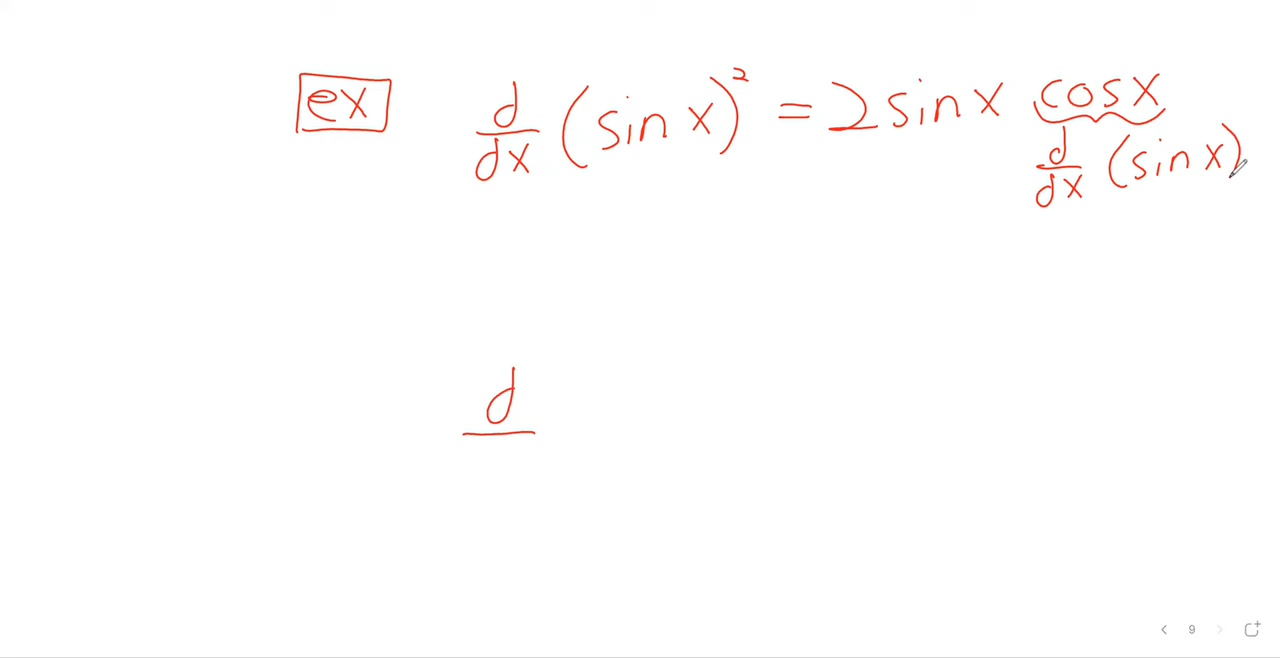 ex d/dx (sin x)² = 2 sin x cos x
d/dx (sin x)
d
9